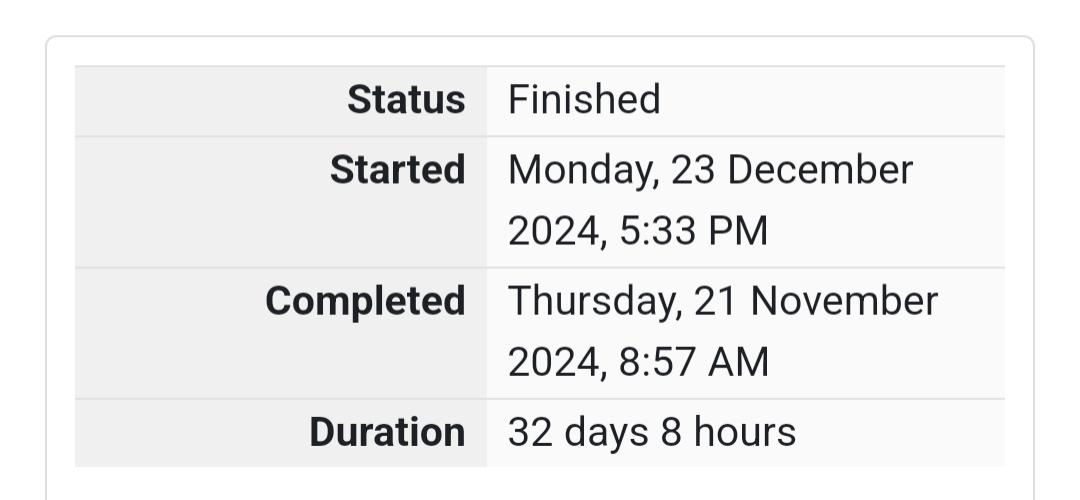 Status Finished
Started Monday, 23 December
2024, 5:33 PM
Completed Thursday, 21 November
2024, 8:57 AM
Duration 32 days 8 hours